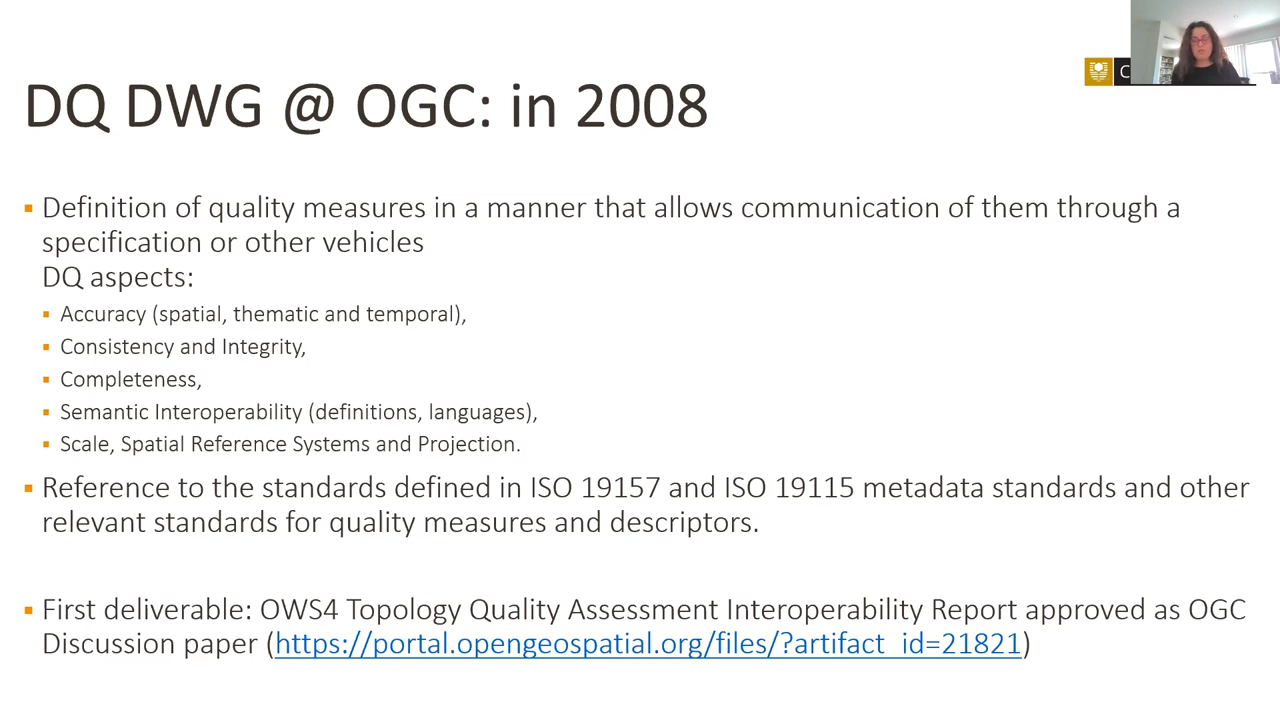 DQ DWG @ OGC: in 2008
C
Definition of quality measures in a manner that allows communication of them through a
specification or other vehicles
DQ aspects:
Accuracy (spatial, thematic and temporal),
Consistency and Integrity,
Completeness,
Semantic Interoperability (definitions, languages),
Scale, Spatial Reference Systems and Projection.
Reference to the standards defined in ISO 19157 and ISO 19115 metadata standards and other
relevant standards for quality measures and descriptors.
First deliverable: OWS4 Topology Quality Assessment Interoperability Report approved as OGC
Discussion paper (https://portal.opengeospatial.org/files/?artifact_id=21821)